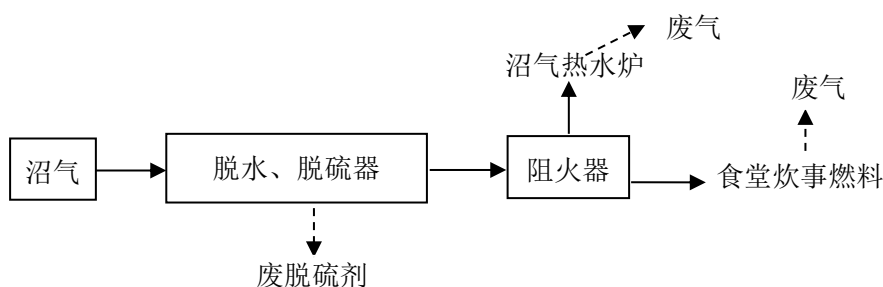 废气
沼气热水炉
废气
沼气
脱水、脱硫器
阻火器
食堂炊事燃料
废脱硫剂